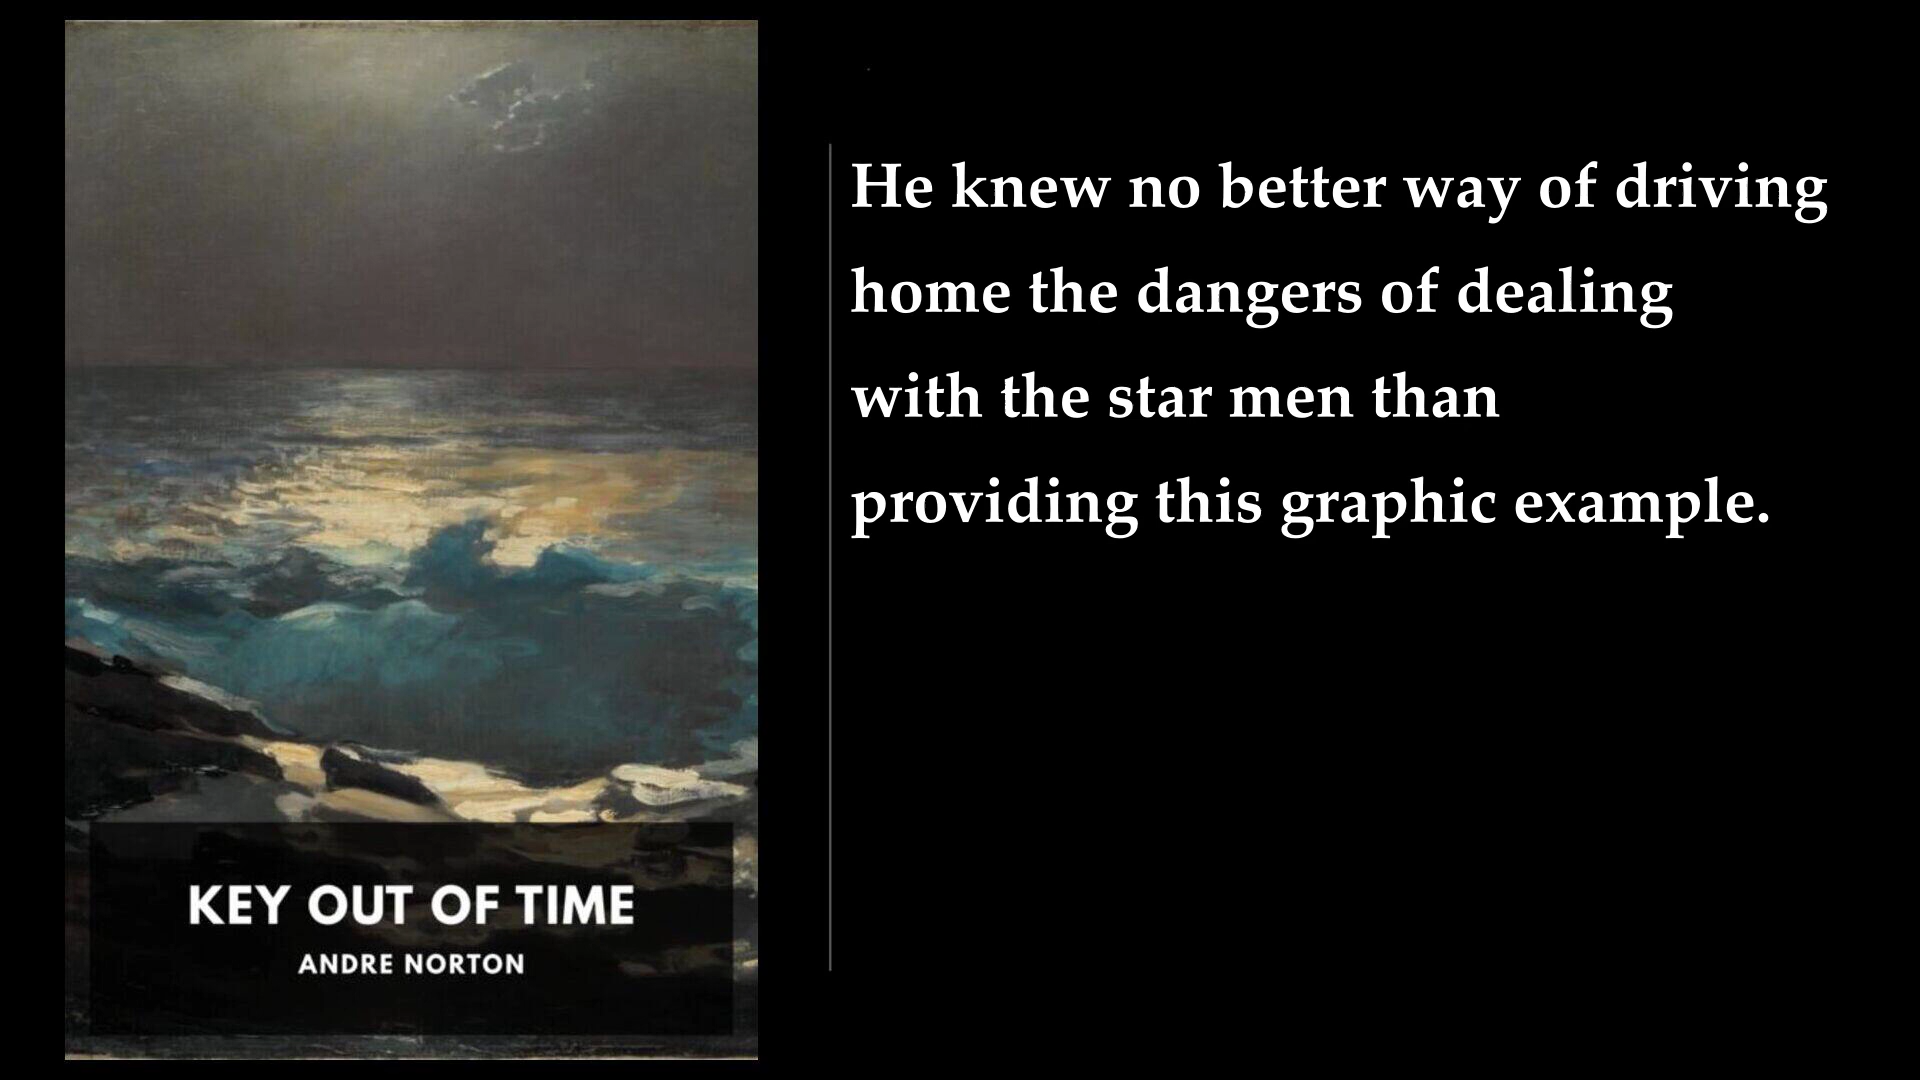 He knew no better way of driving
home the dangers of dealing
with the star men than
providing this graphic example.
KEY OUT OF TIME
ANDRE NORTON